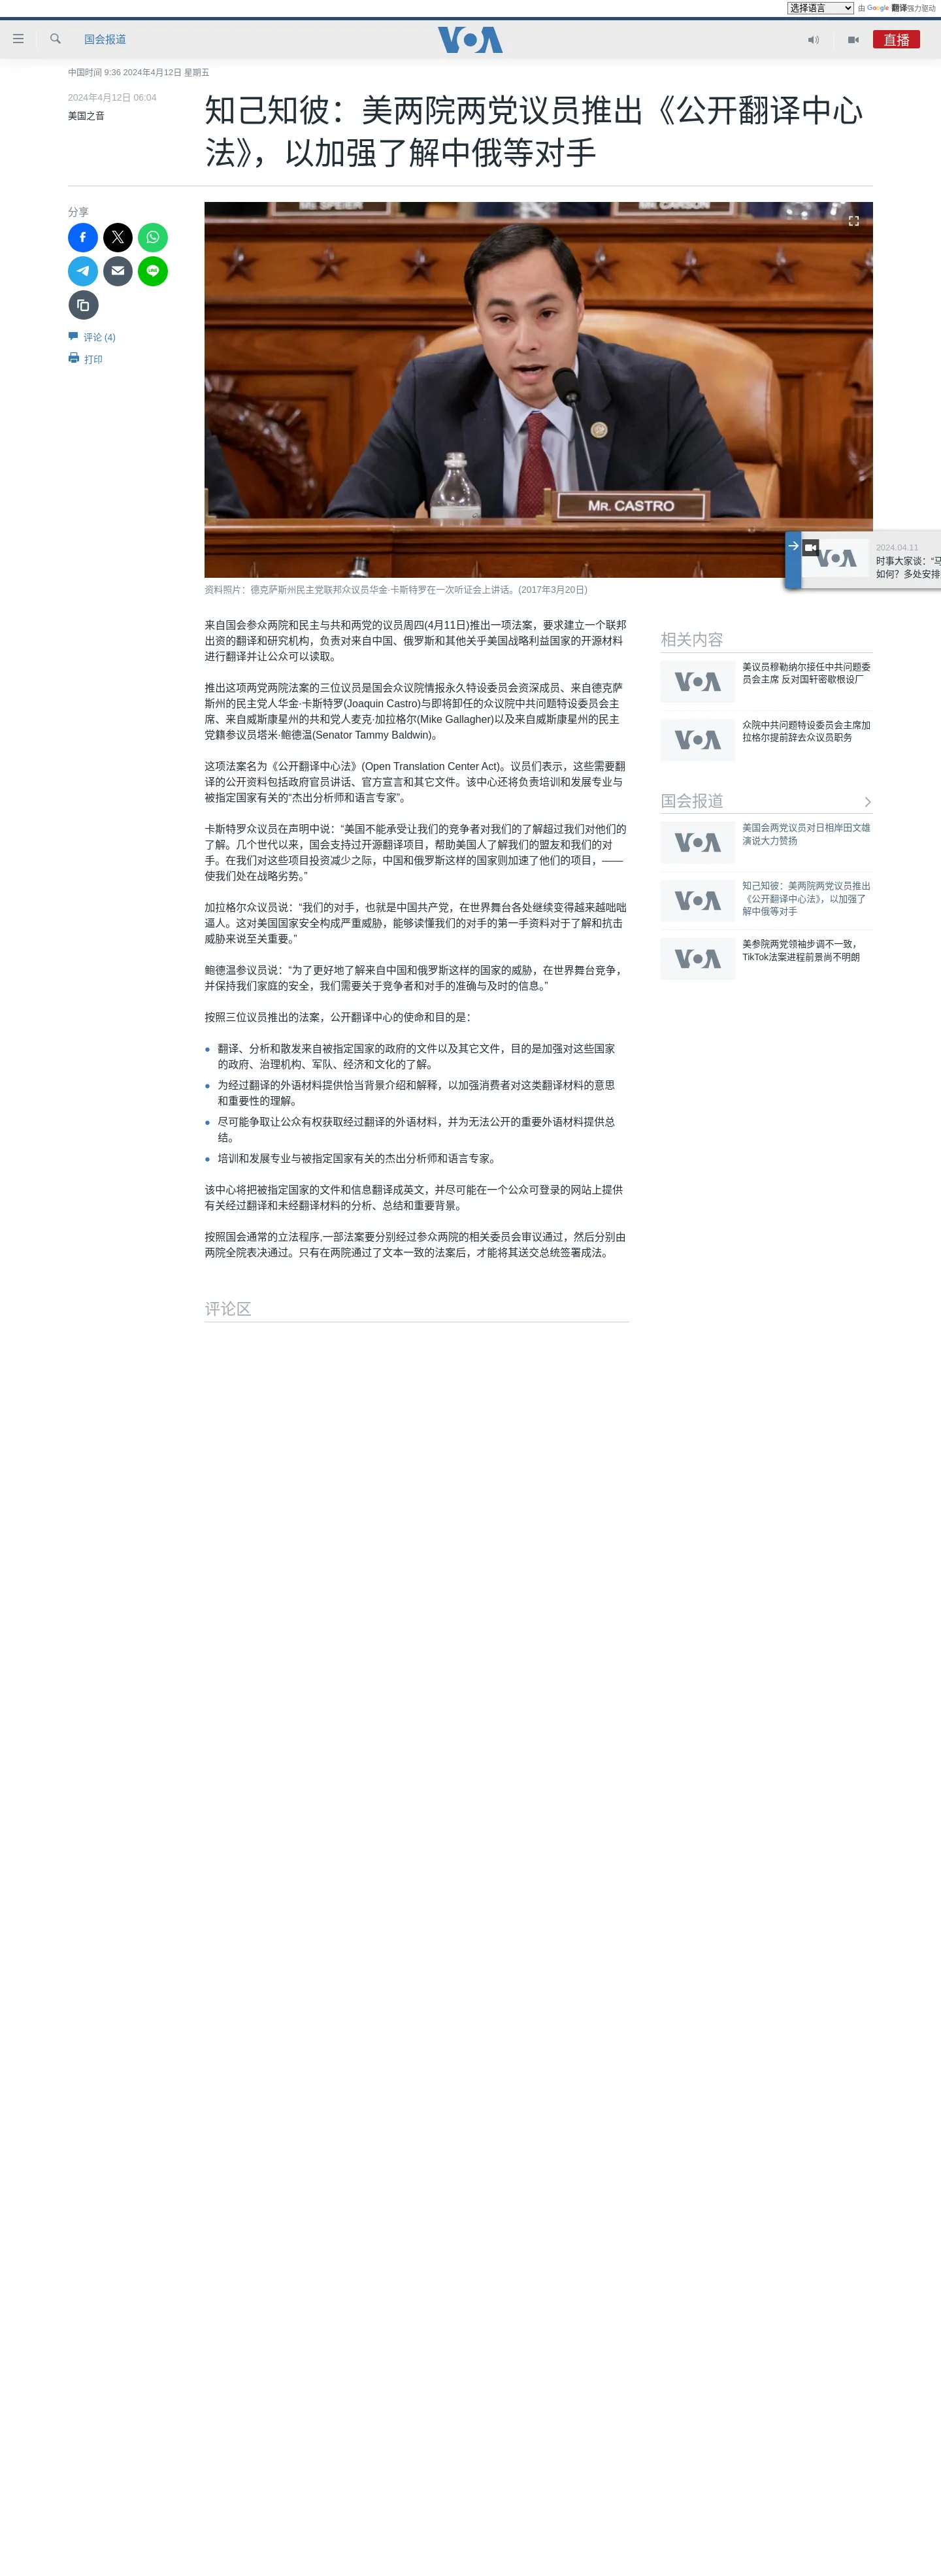 选择语言
由 Google 翻译强力驱动
国会报道
VOA
直播
中国时间 9:36 2024年4月12日 星期五
2024年4月12日 06:04
美国之音
知己知彼：美两院两党议员推出《公开翻译中心
法》，以加强了解中俄等对手
分享
LINE
评论 (4)
打印
MR. CASTRO
资料照片：德克萨斯州民主党联邦众议员华金·卡斯特罗在一次听证会上讲话。(2017年3月20日)
VOA
2024.04.11
时事大家谈：“马
如何？多处安排
来自国会参众两院和民主与共和两党的议员周四(4月11日)推出一项法案，要求建立一个联邦
出资的翻译和研究机构，负责对来自中国、俄罗斯和其他关乎美国战略利益国家的开源材料
进行翻译并让公众可以读取。
推出这项两党两院法案的三位议员是国会众议院情报永久特设委员会资深成员、来自德克萨
斯州的民主党人华金·卡斯特罗(Joaquin Castro)与即将卸任的众议院中共问题特设委员会主
席、来自威斯康星州的共和党人麦克·加拉格尔(Mike Gallagher)以及来自威斯康星州的民主
党籍参议员塔米·鲍德温(Senator Tammy Baldwin)。
这项法案名为《公开翻译中心法》(Open Translation Center Act)。议员们表示，这些需要翻
译的公开资料包括政府官员讲话、官方宣言和其它文件。该中心还将负责培训和发展专业与
被指定国家有关的“杰出分析师和语言专家”。
卡斯特罗众议员在声明中说：“美国不能承受让我们的竞争者对我们的了解超过我们对他们的
了解。几个世代以来，国会支持过开源翻译项目，帮助美国人了解我们的盟友和我们的对
手。在我们对这些项目投资减少之际，中国和俄罗斯这样的国家则加速了他们的项目，——
使我们处在战略劣势。”
加拉格尔众议员说：“我们的对手，也就是中国共产党，在世界舞台各处继续变得越来越咄咄
逼人。这对美国国家安全构成严重威胁，能够读懂我们的对手的第一手资料对于了解和抗击
威胁来说至关重要。”
鲍德温参议员说：“为了更好地了解来自中国和俄罗斯这样的国家的威胁，在世界舞台竞争，
并保持我们家庭的安全，我们需要关于竞争者和对手的准确与及时的信息。”
按照三位议员推出的法案，公开翻译中心的使命和目的是：
翻译、分析和散发来自被指定国家的政府的文件以及其它文件，目的是加强对这些国家
的政府、治理机构、军队、经济和文化的了解。
为经过翻译的外语材料提供恰当背景介绍和解释，以加强消费者对这类翻译材料的意思
和重要性的理解。
尽可能争取让公众有权获取经过翻译的外语材料，并为无法公开的重要外语材料提供总
结。
培训和发展专业与被指定国家有关的杰出分析师和语言专家。
该中心将把被指定国家的文件和信息翻译成英文，并尽可能在一个公众可登录的网站上提供
有关经过翻译和未经翻译材料的分析、总结和重要背景。
按照国会通常的立法程序,一部法案要分别经过参众两院的相关委员会审议通过，然后分别由
两院全院表决通过。只有在两院通过了文本一致的法案后，才能将其送交总统签署成法。
评论区
相关内容
VOA
美议员穆勒纳尔接任中共问题委
员会主席 反对国轩密歇根设厂
VOA
众院中共问题特设委员会主席加
拉格尔提前辞去众议员职务
国会报道
VOA
美国会两党议员对日相岸田文雄
演说大力赞扬
VOA
知己知彼：美两院两党议员推出
《公开翻译中心法》，以加强了
解中俄等对手
VOA
美参院两党领袖步调不一致，
TikTok法案进程前景尚不明朗